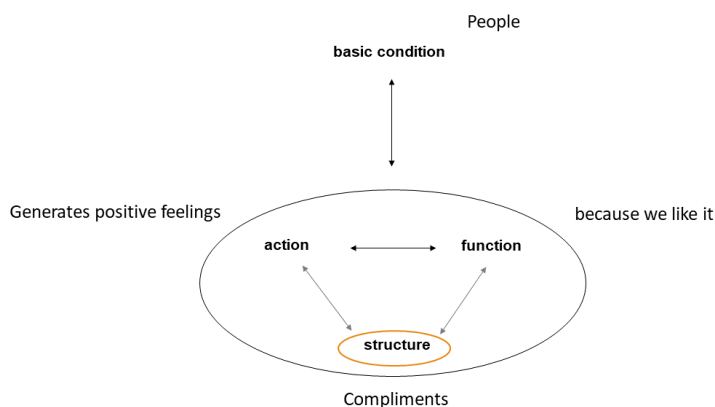 People
basic condition
Generates positive feelings
because we like it
action
function
structure
Compliments